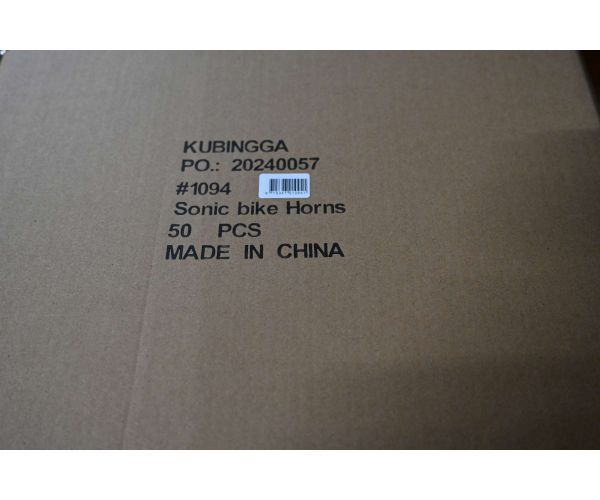 KUBINGGA
PO.: 20240057
#1094
Sonic bike Horns
50 PCS
MADE IN CHINA